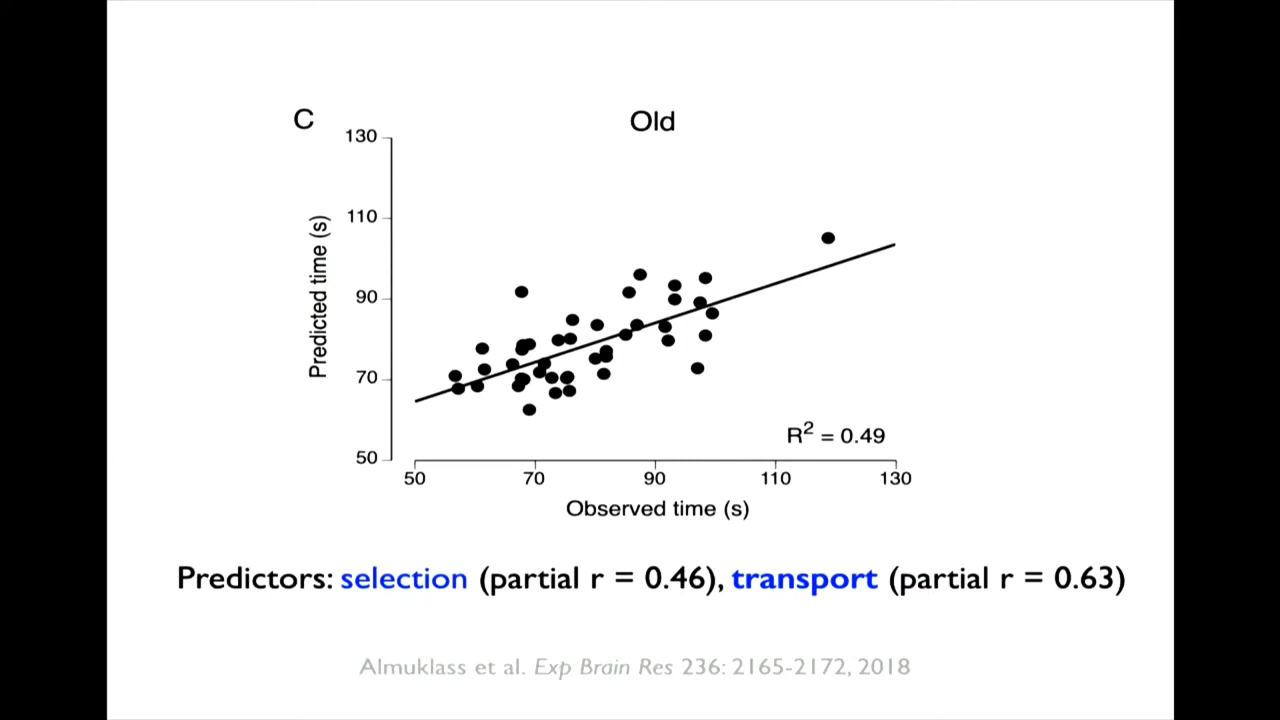 C
Old
130
110
90
70
50
Predicted time (s)
R² = 0.49
50 70 90 110 130
Observed time (s)
Predictors: selection (partial r = 0.46), transport (partial r = 0.63)
Almuklass et al. Exp Brain Res 236: 2165-2172, 2018